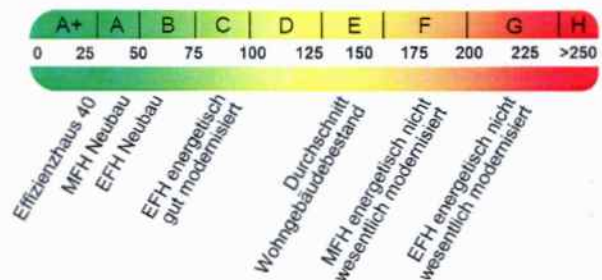 A+ A B C D E F G H
0 25 50 75 100 125 150 175 200 225 >250
Effizienzhaus 40
MFH Neubau
EFH Neubau
EFH energetisch
gut modernisiert
Durchschnitt
Wohngebäudebestand
MFH energetisch nicht
wesentlich modernisiert
EFH energetisch nicht
wesentlich modernisiert